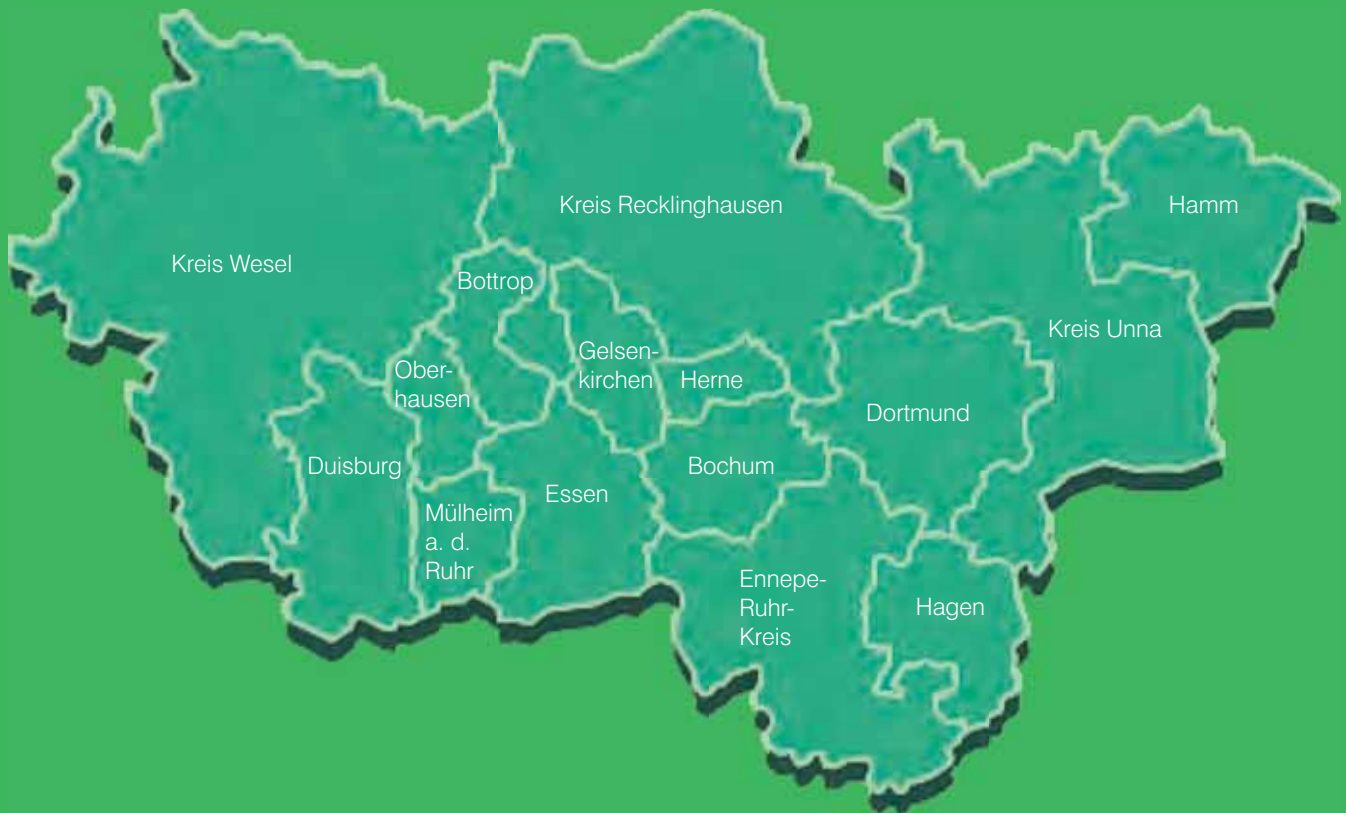 Kreis Recklinghausen
Hamm
Kreis Wesel
Bottrop
Kreis Unna
Gelsen-
kirchen
Ober-
hausen
Herne
Dortmund
Duisburg
Bochum
Essen
Mülheim
a. d.
Ruhr
Ennepe-
Ruhr-
Kreis
Hagen